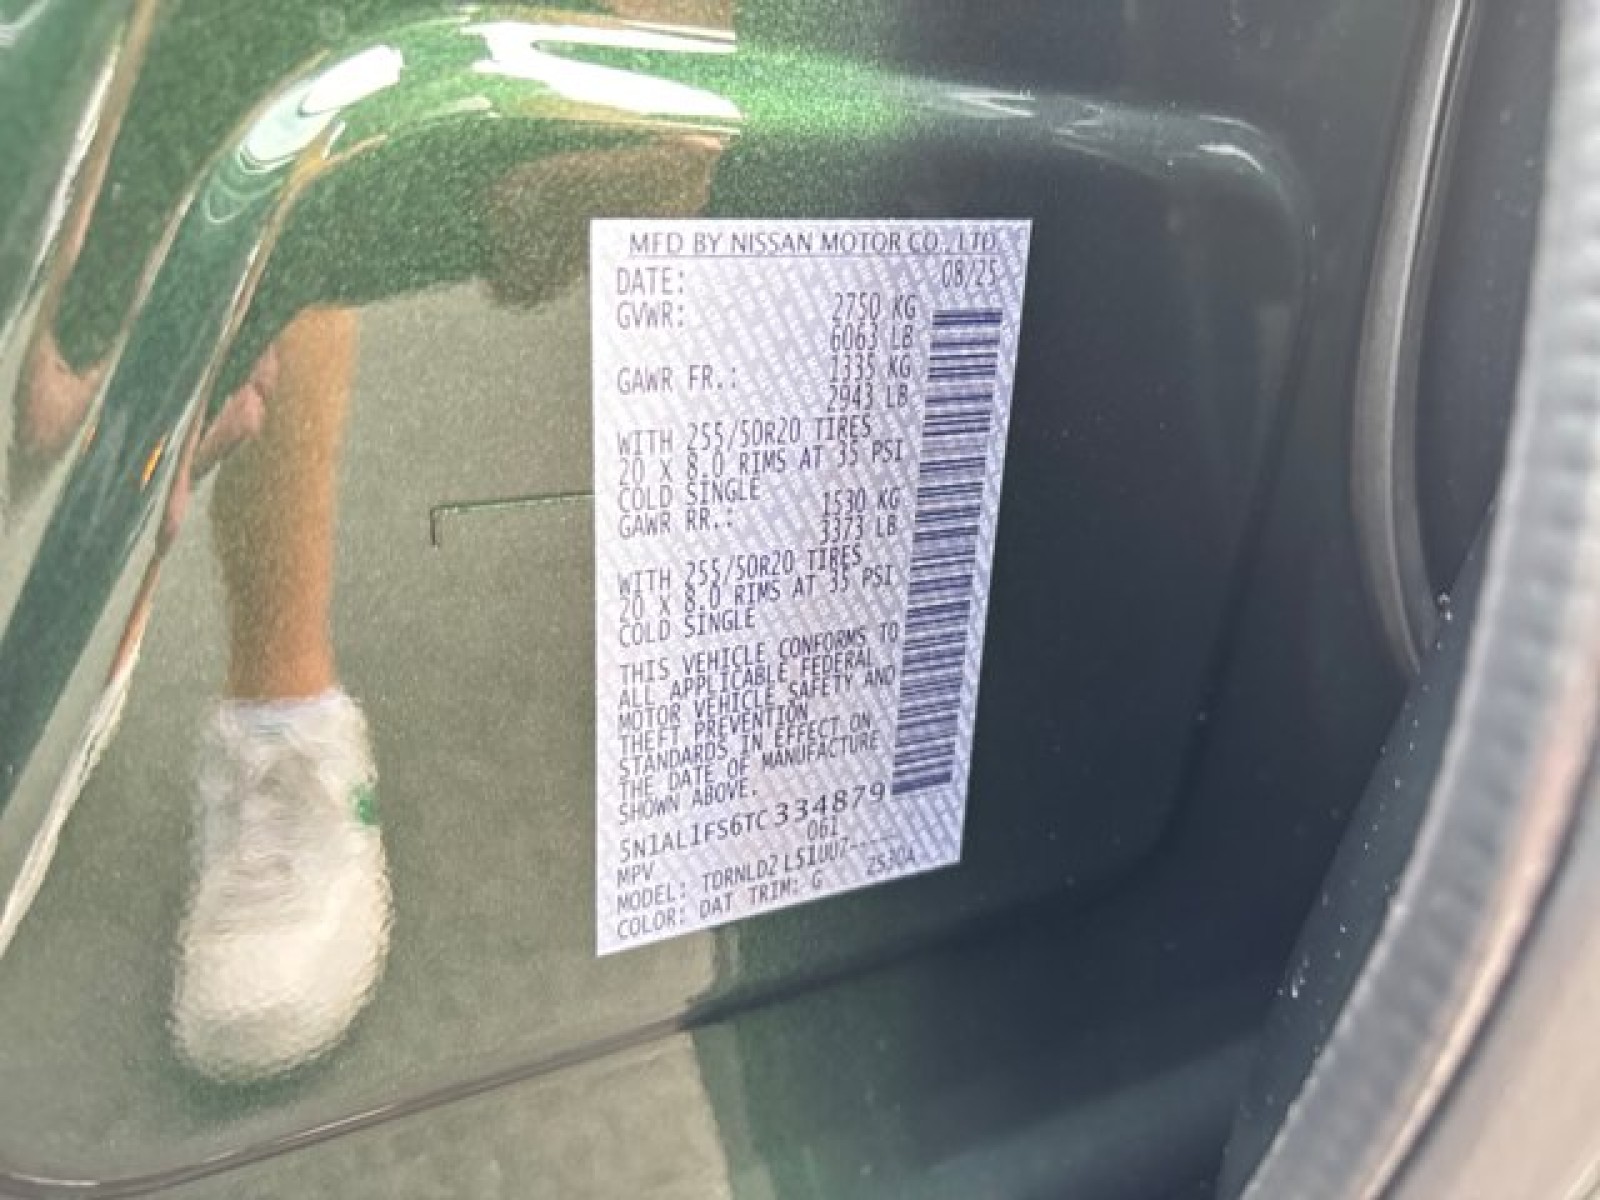 MFD BY NISSAN MOTOR CO., LTD.
DATE: 08/25
GVWR: 2750 KG
6063 LB
GAWR FR.: 1335 KG
2943 LB
WITH 255/50R20 TIRES
20 X 8.0 RIMS AT 35 PSI
COLD SINGLE
GAWR RR.: 1530 KG
3373 LB
WITH 255/50R20 TIRES
20 X 8.0 RIMS AT 35 PSI
COLD SINGLE
THIS VEHICLE CONFORMS TO
ALL APPLICABLE FEDERAL
MOTOR VEHICLE SAFETY AND
THEFT PREVENTION
STANDARDS IN EFFECT ON
THE DATE OF MANUFACTURE
SHOWN ABOVE.
5N1AL1FS6TC334879
MPV 061
MODEL: TDRNLDZ L51UUZ-----
COLOR: DAT TRIM: G